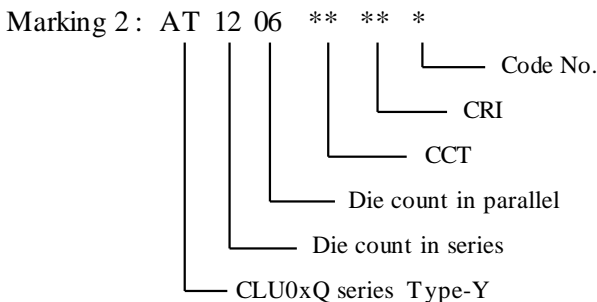 Marking 2 : AT 12 06 ** ** *
Code No.
CRI
CCT
Die count in parallel
Die count in series
CLU0xQ series Type-Y